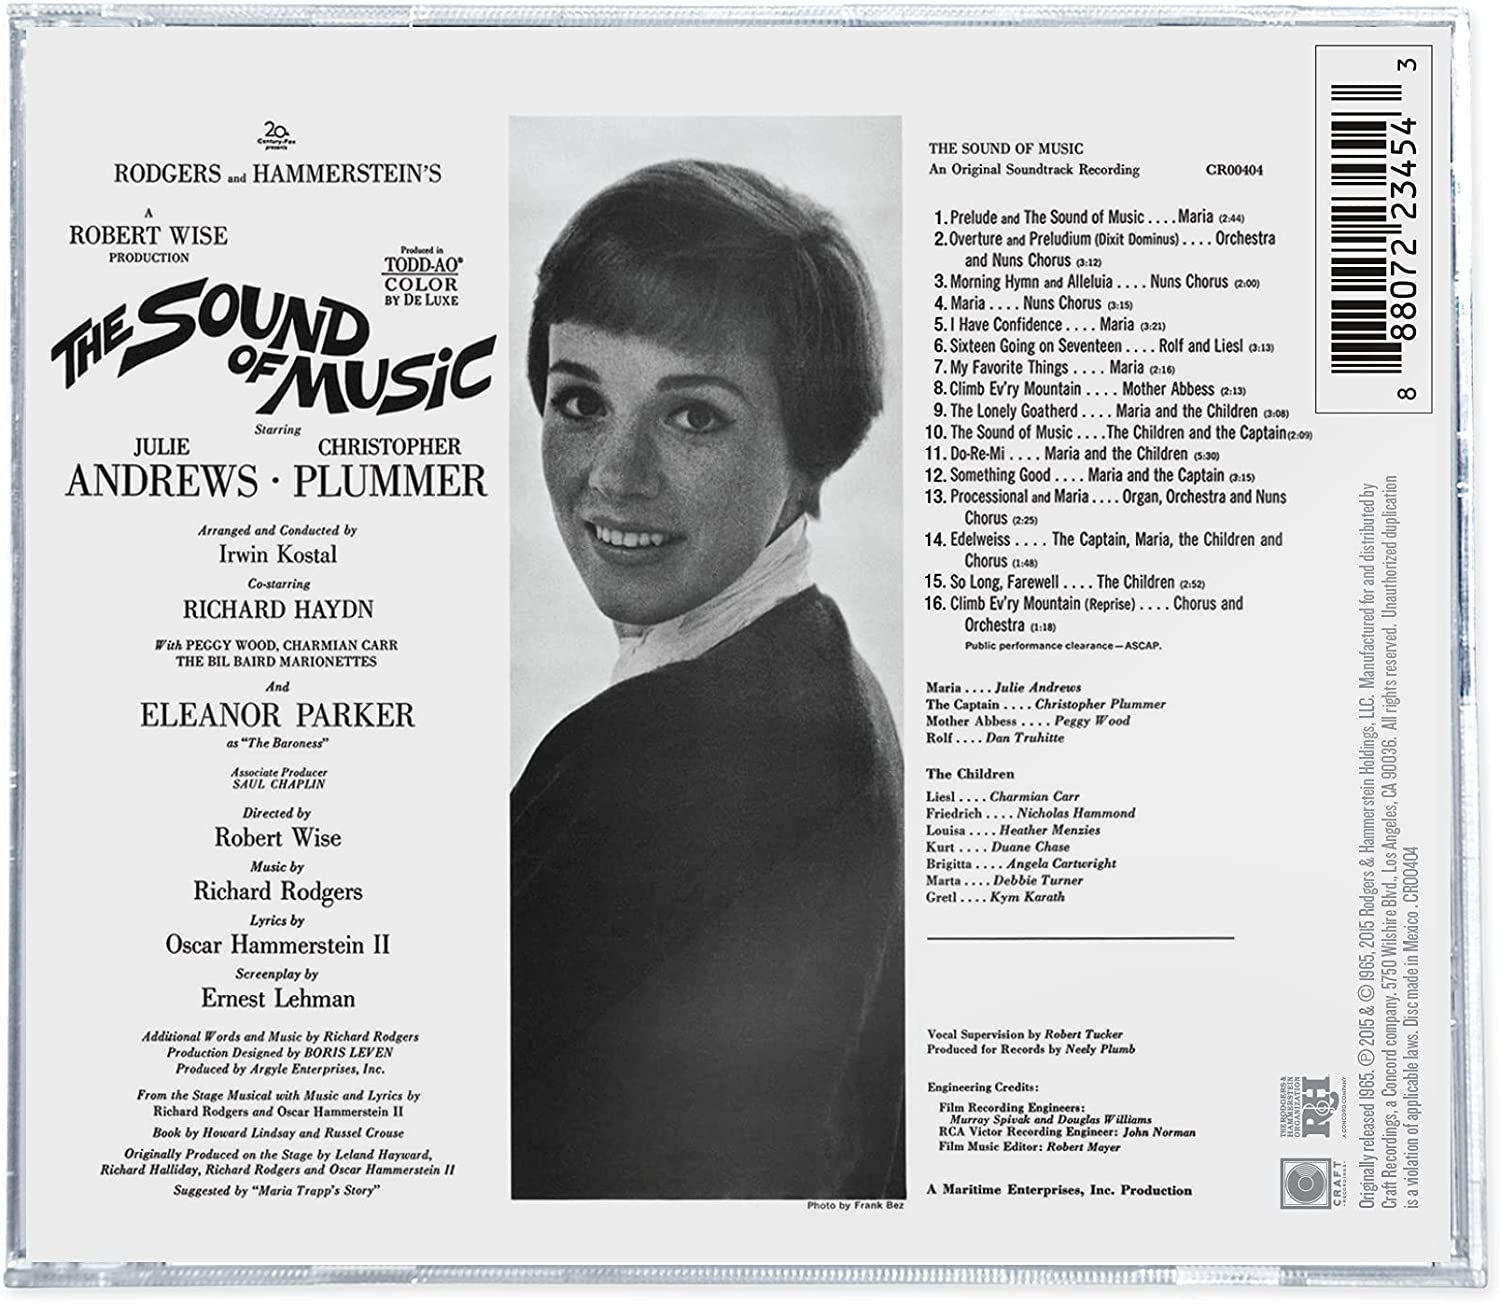 20
Century-Fox
presents
RODGERS and HAMMERSTEIN'S
A
ROBERT WISE
PRODUCTION
Produced in
TODD-AO®
COLOR
BY DE LUXE
THE SOUND
OF MUSIC
Starring
JULIE CHRISTOPHER
ANDREWS · PLUMMER
Arranged and Conducted by
Irwin Kostal
Co-starring
RICHARD HAYDN
With PEGGY WOOD, CHARMIAN CARR
THE BIL BAIRD MARIONETTES
And
ELEANOR PARKER
as "The Baroness"
Associate Producer
SAUL CHAPLIN
Directed by
Robert Wise
Music by
Richard Rodgers
Lyrics by
Oscar Hammerstein II
Screenplay by
Ernest Lehman
Additional Words and Music by Richard Rodgers
Production Designed by BORIS LEVEN
Produced by Argyle Enterprises, Inc.
From the Stage Musical with Music and Lyrics by
Richard Rodgers and Oscar Hammerstein II
Book by Howard Lindsay and Russel Crouse
Originally Produced on the Stage by Leland Hayward,
Richard Halliday, Richard Rodgers and Oscar Hammerstein II
Suggested by "Maria Trapp's Story"
Photo by Frank Bez
THE SOUND OF MUSIC
An Original Soundtrack Recording CR00404
1. Prelude and The Sound of Music .... Maria (2:44)
2. Overture and Preludium (Dixit Dominus) .... Orchestra
and Nuns Chorus (3:12)
3. Morning Hymn and Alleluia .... Nuns Chorus (2:00)
4. Maria .... Nuns Chorus (3:15)
5. I Have Confidence .... Maria (3:21)
6. Sixteen Going on Seventeen .... Rolf and Liesl (3:13)
7. My Favorite Things .... Maria (2:16)
8. Climb Ev'ry Mountain .... Mother Abbess (2:13)
9. The Lonely Goatherd .... Maria and the Children (3:08)
10. The Sound of Music ....The Children and the Captain(2:09)
11. Do-Re-Mi .... Maria and the Children (5:30)
12. Something Good .... Maria and the Captain (3:15)
13. Processional and Maria .... Organ, Orchestra and Nuns
Chorus (2:25)
14. Edelweiss .... The Captain, Maria, the Children and
Chorus (1:48)
15. So Long, Farewell .... The Children (2:52)
16. Climb Ev'ry Mountain (Reprise) .... Chorus and
Orchestra (1:18)
Public performance clearance—ASCAP.
Maria .... Julie Andrews
The Captain .... Christopher Plummer
Mother Abbess .... Peggy Wood
Rolf .... Dan Truhitte
The Children
Liesl .... Charmian Carr
Friedrich .... Nicholas Hammond
Louisa .... Heather Menzies
Kurt .... Duane Chase
Brigitta .... Angela Cartwright
Marta .... Debbie Turner
Gretl .... Kym Karath
Vocal Supervision by Robert Tucker
Produced for Records by Neely Plumb
Engineering Credits:
Film Recording Engineers:
Murray Spivak and Douglas Williams
RCA Victor Recording Engineer: John Norman
Film Music Editor: Robert Mayer
A Maritime Enterprises, Inc. Production
8 88072 23454 3
THE RODGERS &
HAMMERSTEIN
ORGANIZATION
R&H
A CONCORD COMPANY
CRAFT
RECORDINGS
Originally released 1965. ℗ 2015 & © 1965, 2015 Rodgers & Hammerstein Holdings, LLC. Manufactured for and distributed by
Craft Recordings, a Concord company. 5750 Wilshire Blvd., Los Angeles, CA 90036. All rights reserved. Unauthorized duplication
is a violation of applicable laws. Disc made in Mexico . CR00404